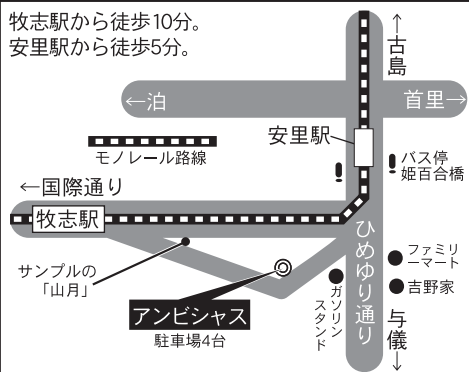 牧志駅から徒歩10分。
安里駅から徒歩5分。
←古島
←泊
首里→
安里駅
モノレール路線
バス停
姫百合橋
←国際通り
牧志駅
ひめゆり通り
サンプルの
「山月」
ファミリ
ーマート
吉野家
ガソリン
スタンド
アンビシャス
駐車場4台
与儀→